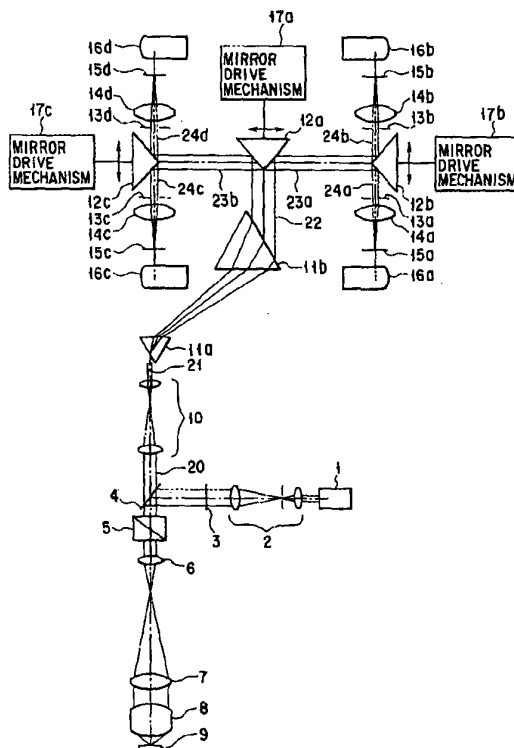 17a
16d
MIRROR
DRIVE
MECHANISM
16b
15d
15b
14d
14b
17c
13d
12a
24b
13b
17b
24d
MIRROR
DRIVE
MECHANISM
MIRROR
DRIVE
MECHANISM
12c
24c
23b
23a
24a
12b
13c
22
13a
14c
14a
15c
15a
11b
16c
16a
11a
21
10
20
1
4
5
3
2
6
7
8
9